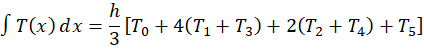 ∫ T(x) dx = h/3 [T₀ + 4(T₁ + T₃) + 2(T₂ + T₄) + T₅]